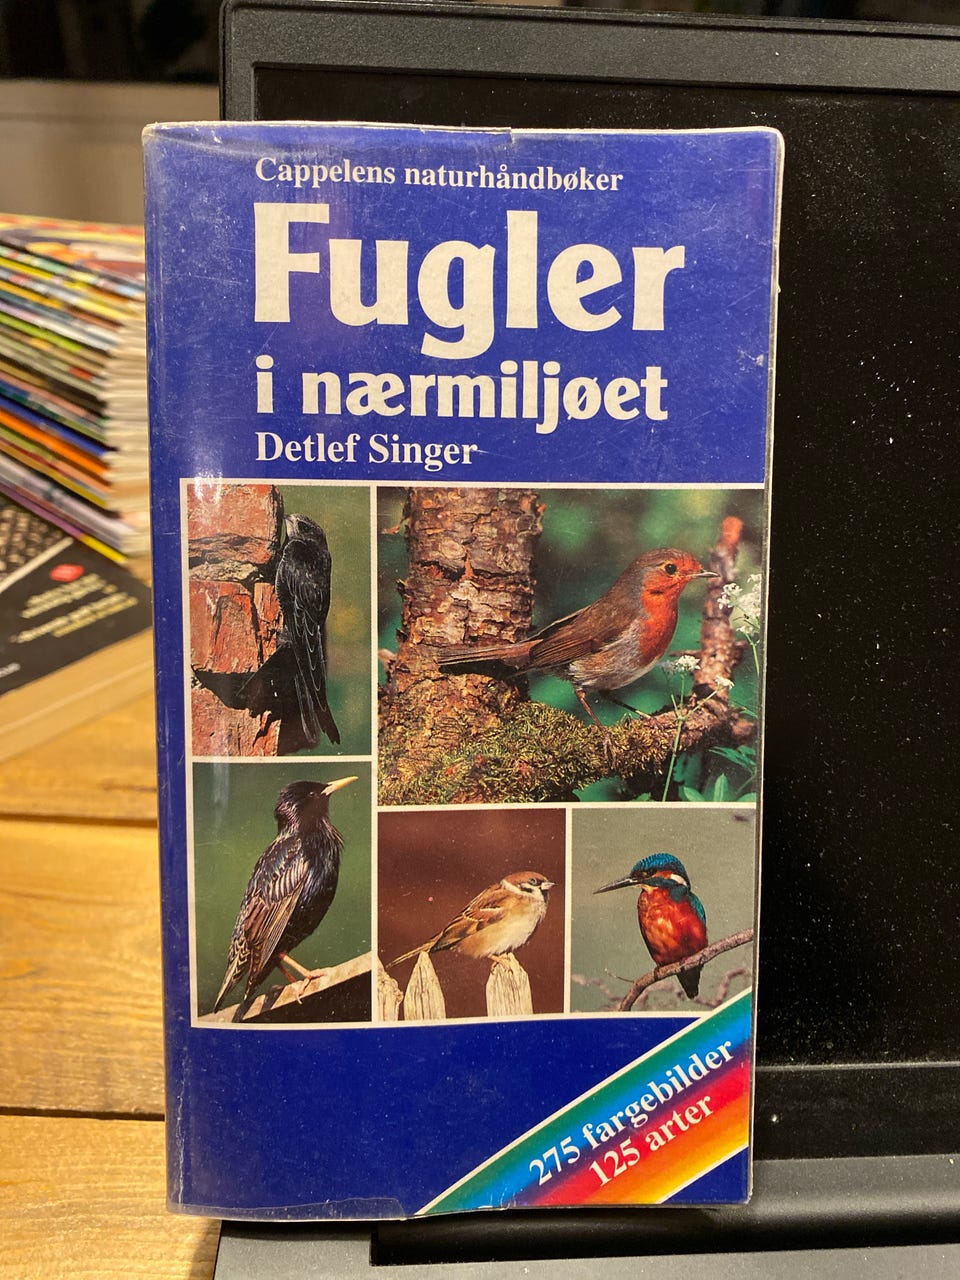 Cappelens naturhåndbøker
Fugler
i nærmiljøet
Detlef Singer
275 fargebilder
125 arter